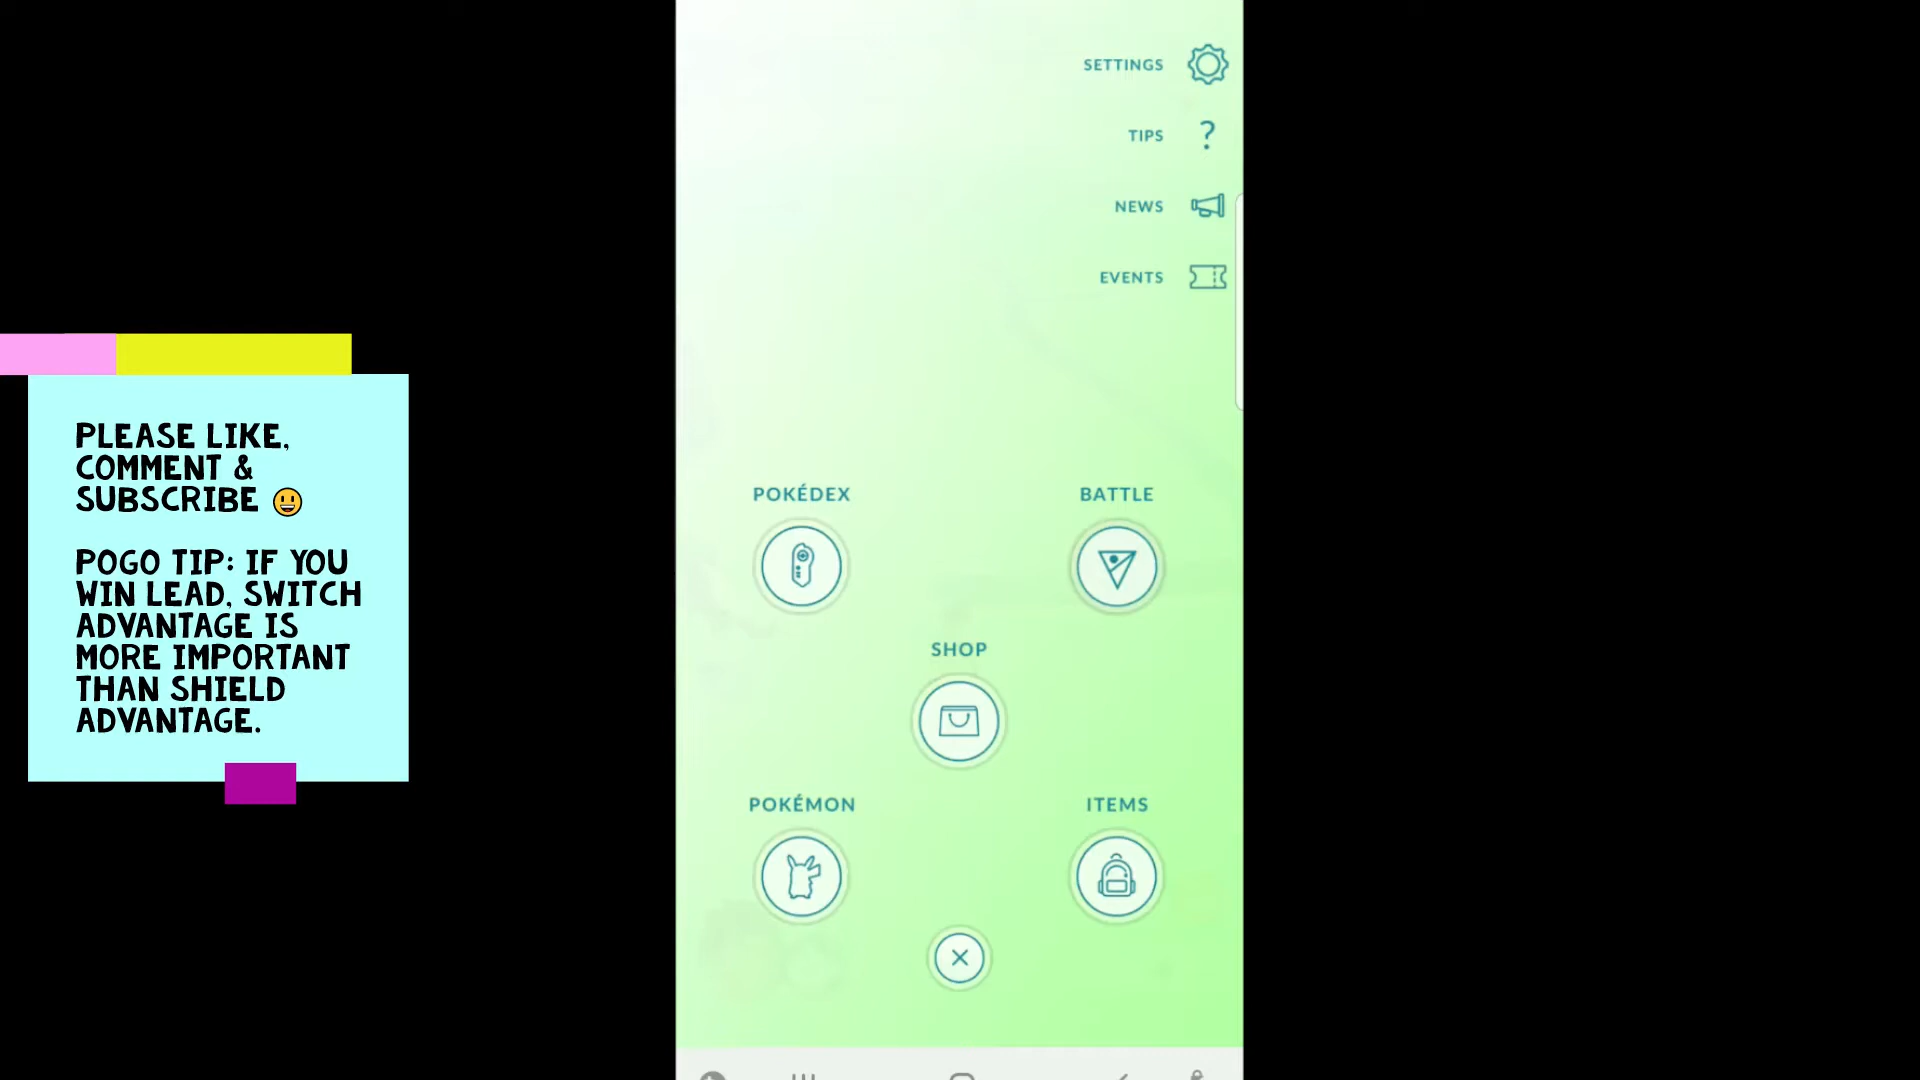 SETTINGS
TIPS
?
NEWS
EVENTS
PLEASE LIKE,
COMMENT &
SUBSCRIBE 😃
POGO TIP: IF YOU
WIN LEAD, SWITCH
ADVANTAGE IS
MORE IMPORTANT
THAN SHIELD
ADVANTAGE.
POKÉDEX
BATTLE
SHOP
POKÉMON
ITEMS